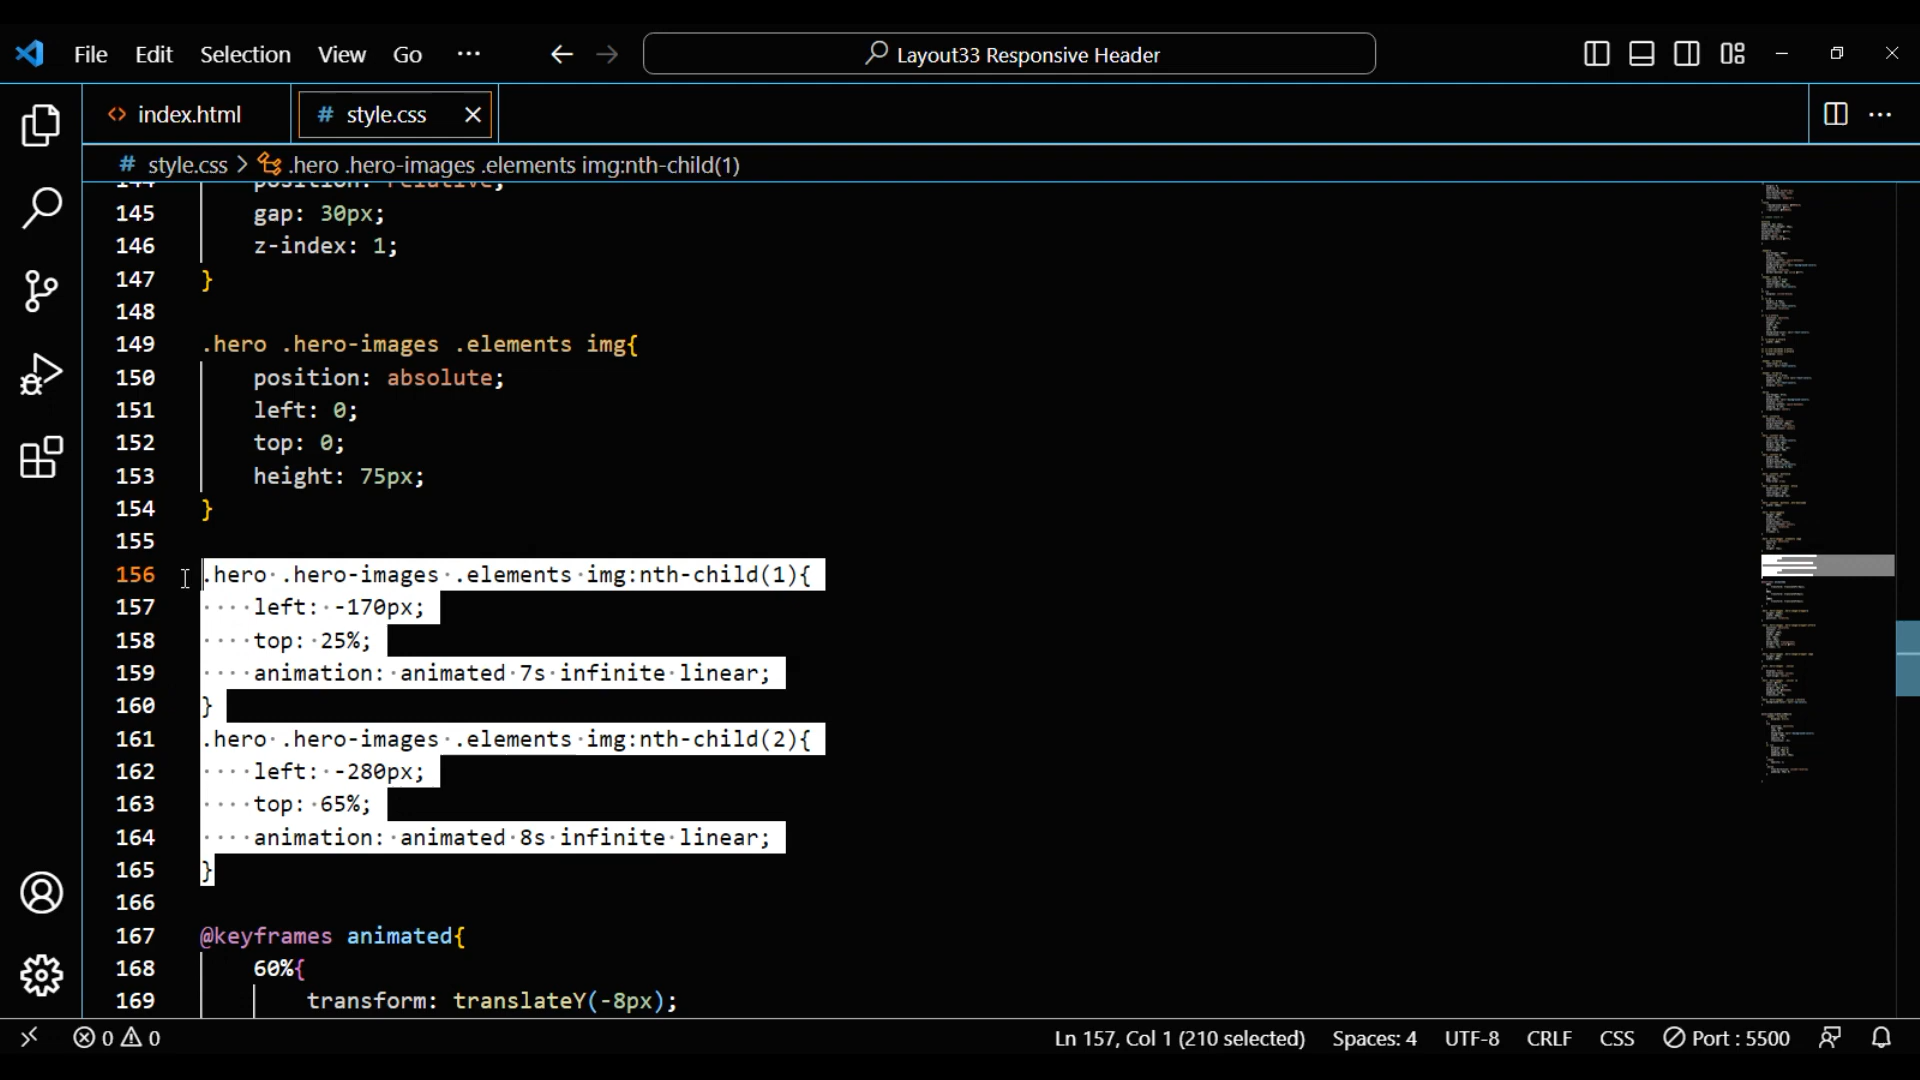 File Edit Selection View Go ··· Layout33 Responsive Header
index.html # style.css
# style.css > .hero .hero-images .elements img:nth-child(1)
144 position: relative;
145 gap: 30px;
146 z-index: 1;
147 }
148
149 .hero .hero-images .elements img{
150 position: absolute;
151 left: 0;
152 top: 0;
153 height: 75px;
154 }
155
156 .hero .hero-images .elements img:nth-child(1){
157 left: -170px;
158 top: 25%;
159 animation: animated 7s infinite linear;
160 }
161 .hero .hero-images .elements img:nth-child(2){
162 left: -280px;
163 top: 65%;
164 animation: animated 8s infinite linear;
165 }
166
167 @keyframes animated{
168 60%{
169 transform: translateY(-8px);
0 0 Ln 157, Col 1 (210 selected) Spaces: 4 UTF-8 CRLF CSS Port : 5500